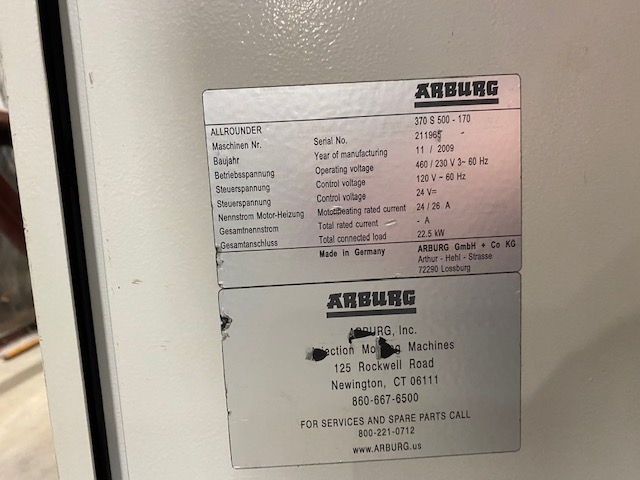 ARBURG
ALLROUNDER 370 S 500 - 170
Maschinen Nr. Serial No. 211965 -
Baujahr Year of manufacturing 11 / 2009
Betriebsspannung Operating voltage 460 / 230 V 3~ 60 Hz
Steuerspannung Control voltage 120 V ~ 60 Hz
Steuerspannung Control voltage 24 V=
Nennstrom Motor-Heizung Motor-heating rated current 24 / 26 A
Gesamtnennstrom Total rated current - A
Gesamtanschluss Total connected load 22.5 kW
Made in Germany ARBURG GmbH + Co KG
Arthur - Hehl - Strasse
72290 Lossburg
ARBURG
ARBURG, Inc.
Injection Molding Machines
125 Rockwell Road
Newington, CT 06111
860-667-6500
FOR SERVICES AND SPARE PARTS CALL
800-221-0712
www.ARBURG.us